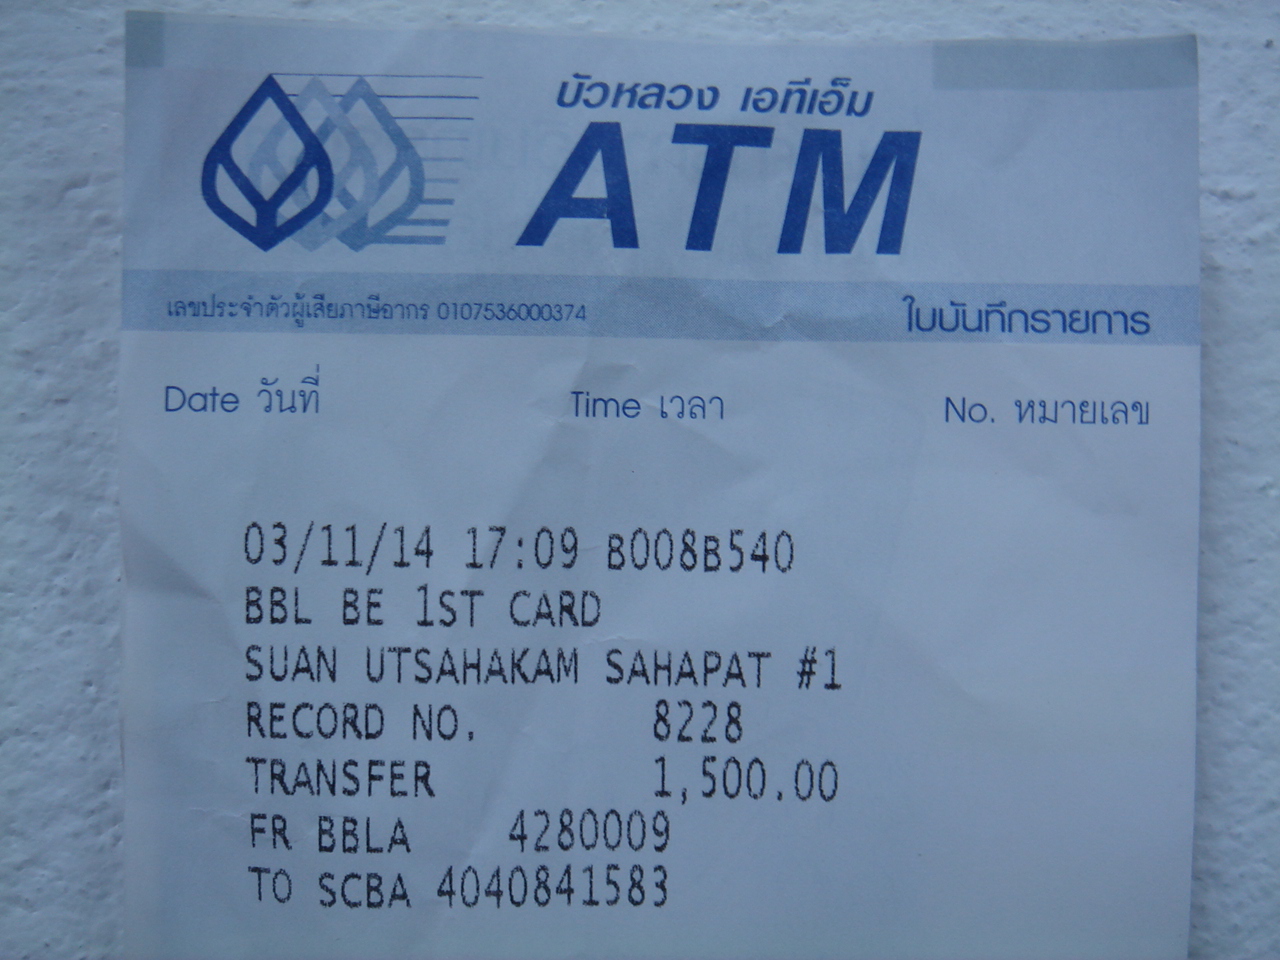 บัวหลวง เอทีเอ็ม
ATM
เลขประจำตัวผู้เสียภาษีอากร 0107536000374 ใบบันทึกรายการ
Date วันที่ Time เวลา No. หมายเลข
03/11/14 17:09 B008B540
BBL BE 1ST CARD
SUAN UTSAHAKAM SAHAPAT #1
RECORD NO. 8228
TRANSFER 1,500.00
FR BBLA 4280009
TO SCBA 4040841583